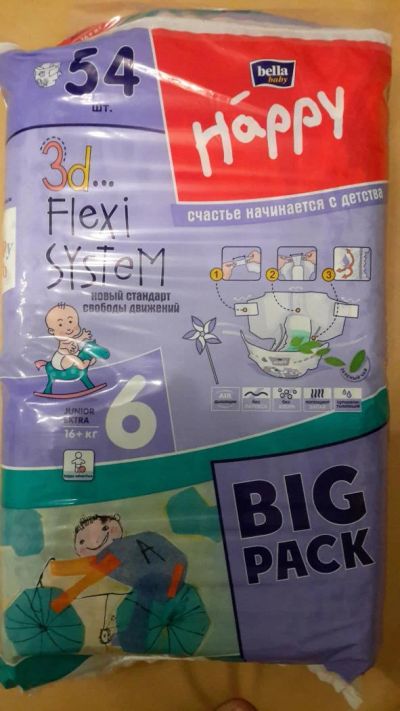 54
шт.
bella
baby
Happy
3d...
Flexi
SYSTEM
новый стандарт
свободы движений
счастье начинается с детства
1
2
3
JUNIOR
EXTRA
16+ кг
6
AIR
A
BIG
PACK